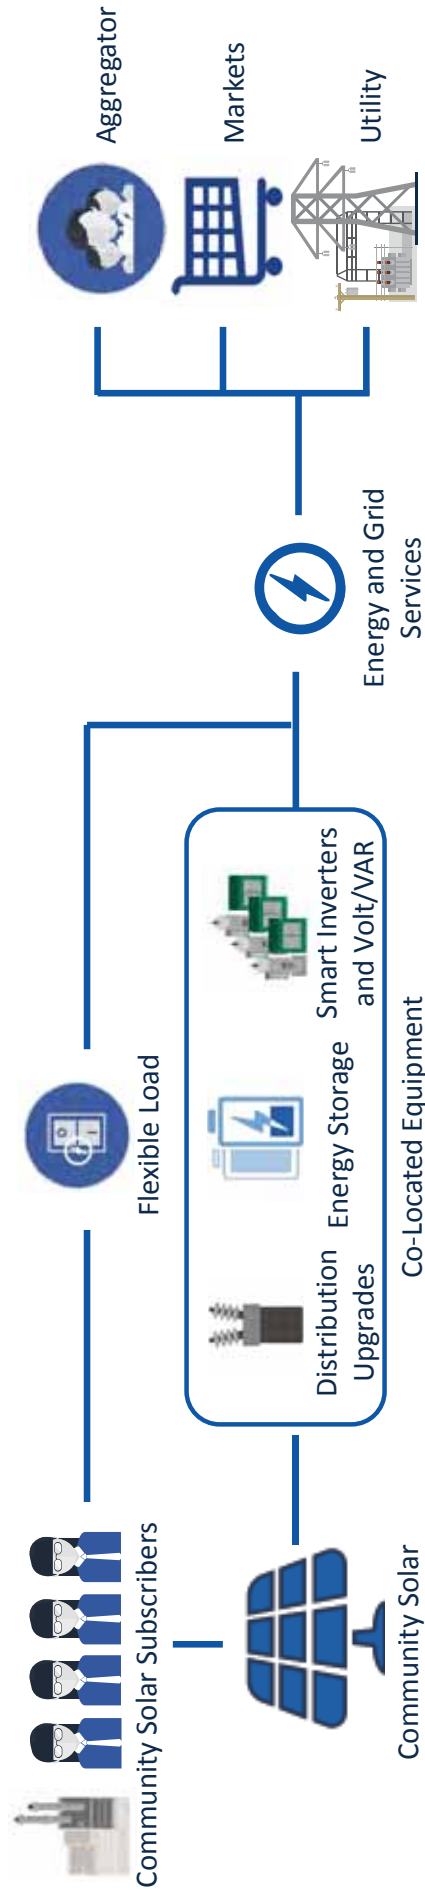 Community Solar Subscribers
Flexible Load
Aggregator
Markets
Utility
Distribution
Upgrades
Energy Storage
Smart Inverters
and Volt/VAR
Energy and Grid
Services
Community Solar
Co-Located Equipment